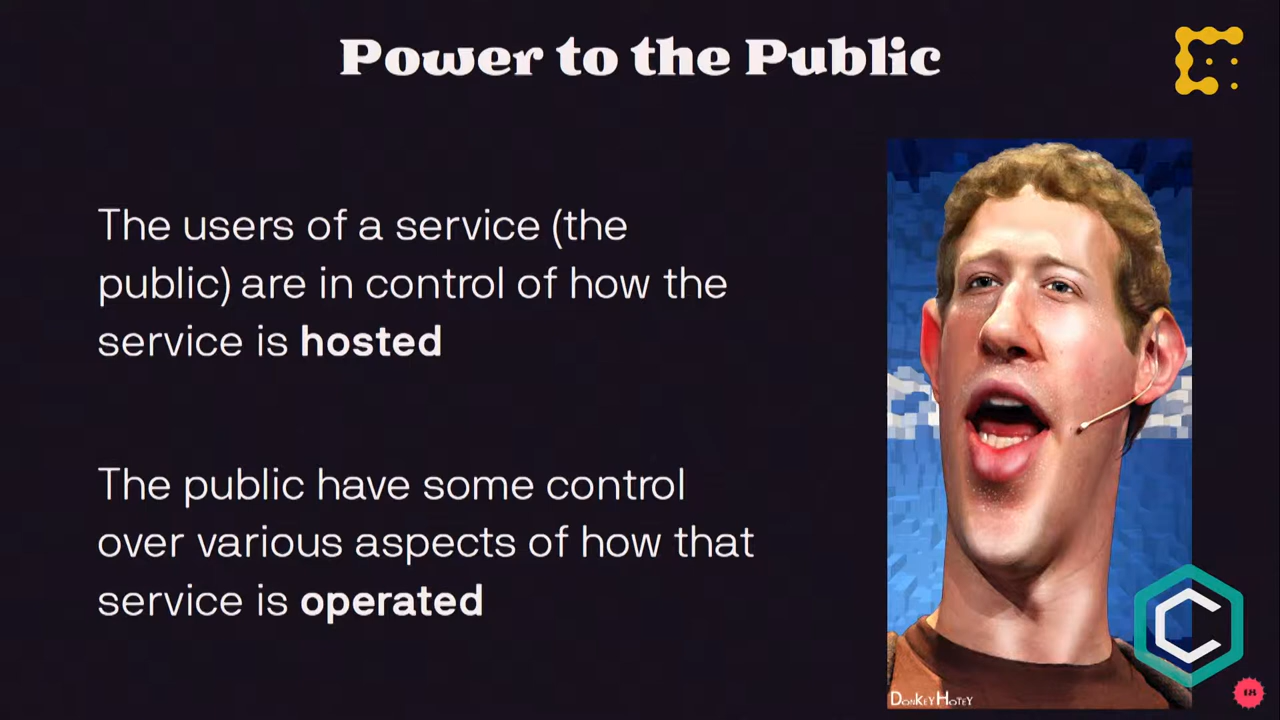 Power to the Public
The users of a service (the
public) are in control of how the
service is hosted
The public have some control
over various aspects of how that
service is operated
DonkeyHotey
18